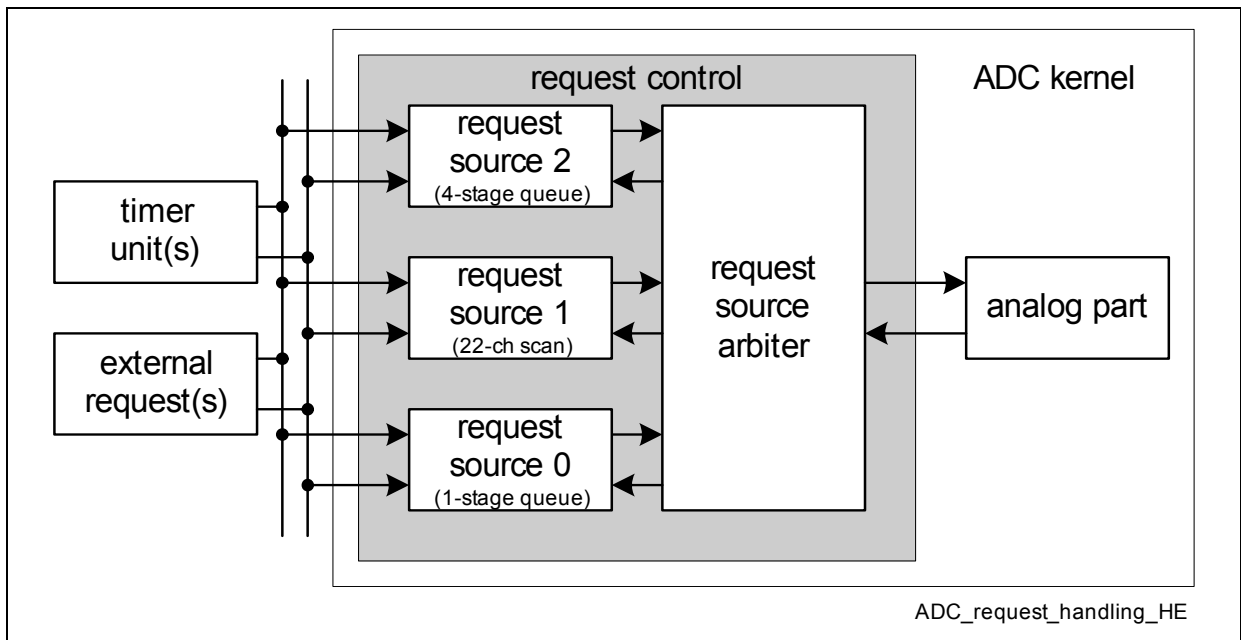 request control
ADC kernel
request
source 2
(4-stage queue)
timer
unit(s)
request
source 1
(22-ch scan)
request
source
arbiter
analog part
external
request(s)
request
source 0
(1-stage queue)
ADC_request_handling_HE